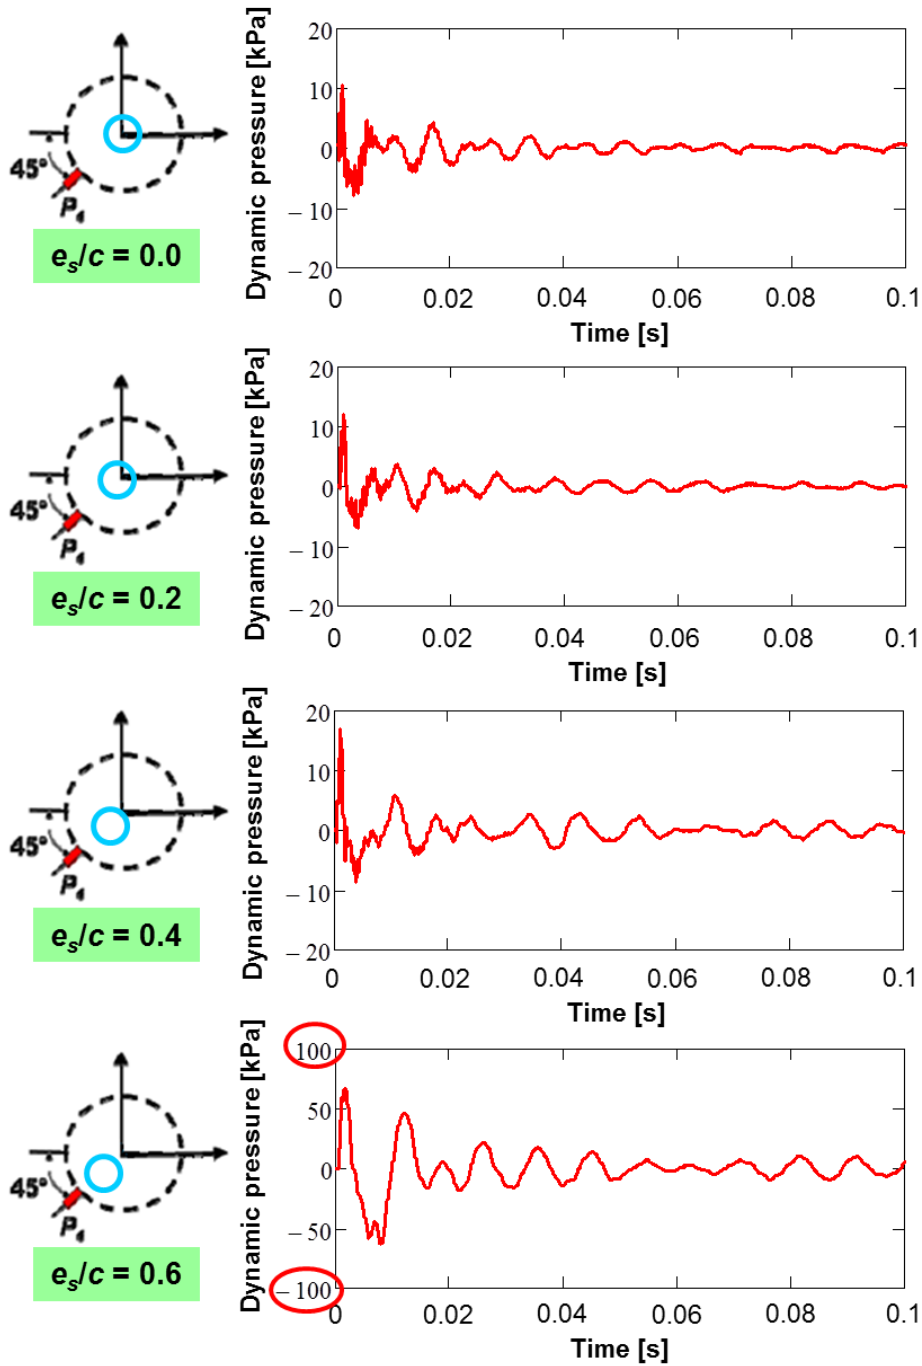 45°
P₄
eₛ/c = 0.0
Dynamic pressure [kPa]
20
10
0
– 10
– 20
0 0.02 0.04 0.06 0.08 0.1
Time [s]
45°
P₄
eₛ/c = 0.2
Dynamic pressure [kPa]
20
10
0
– 10
– 20
0 0.02 0.04 0.06 0.08 0.1
Time [s]
45°
P₄
eₛ/c = 0.4
Dynamic pressure [kPa]
20
10
0
– 10
– 20
0 0.02 0.04 0.06 0.08 0.1
Time [s]
45°
P₄
eₛ/c = 0.6
Dynamic pressure [kPa]
100
50
0
– 50
– 100
0 0.02 0.04 0.06 0.08 0.1
Time [s]